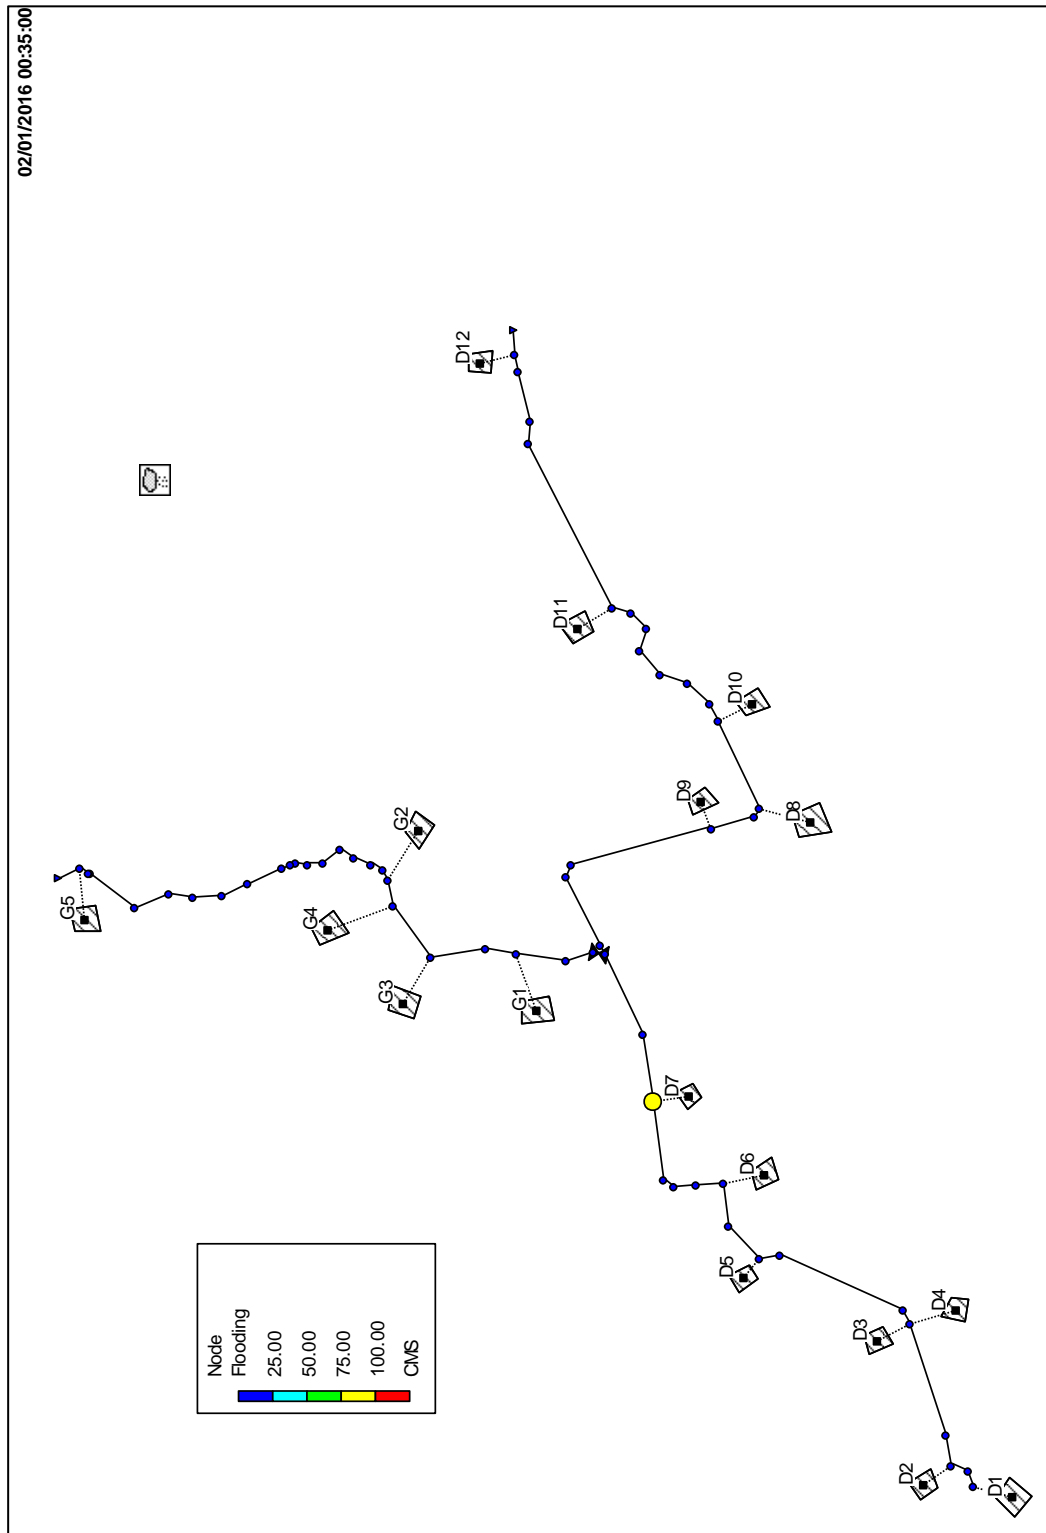 02/01/2016 00:35:00
D12
D11
D10
D9
D8
G2
G5
G4
G3
G1
D7
D6
D5
D4
D3
D2
D1
Node
Flooding
25.00
50.00
75.00
100.00
CMS